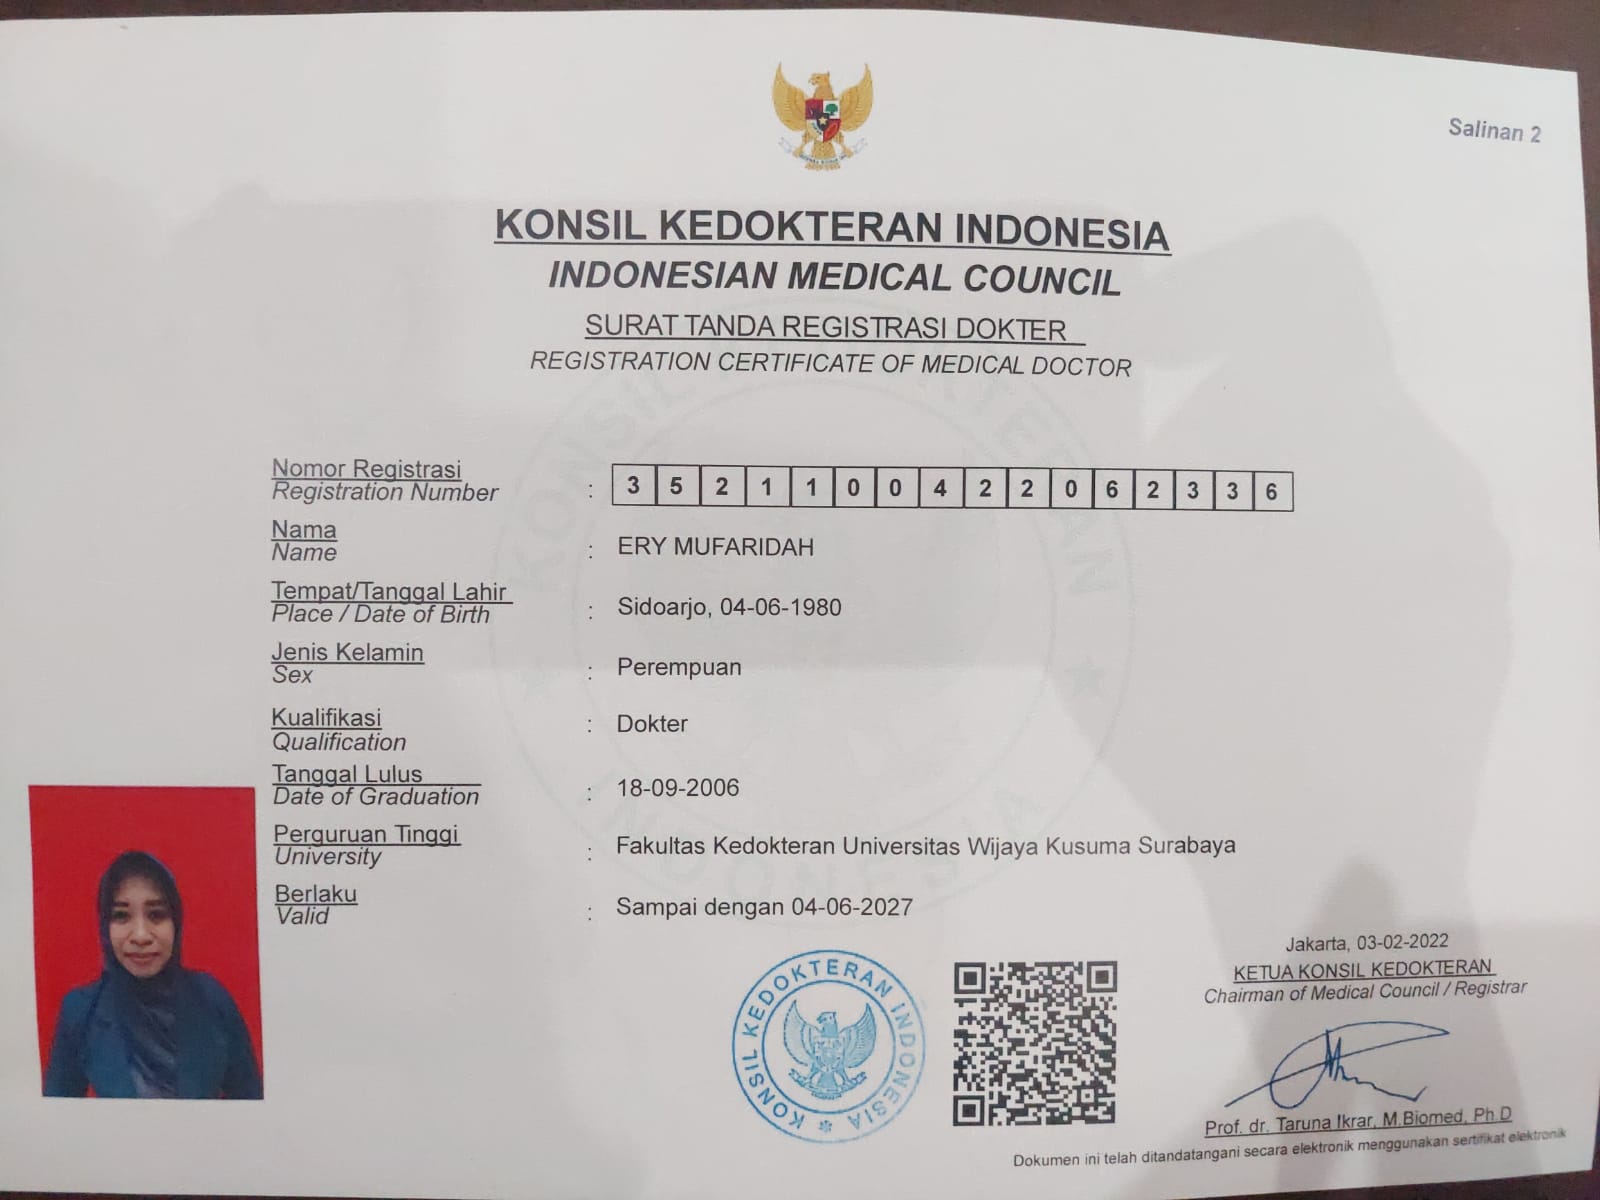 Salinan 2
KONSIL KEDOKTERAN INDONESIA
INDONESIAN MEDICAL COUNCIL
SURAT TANDA REGISTRASI DOKTER
REGISTRATION CERTIFICATE OF MEDICAL DOCTOR
Nomor Registrasi
Registration Number : 3 5 2 1 1 0 0 4 2 2 0 6 2 3 3 6
Nama
Name : ERY MUFARIDAH
Tempat/Tanggal Lahir
Place / Date of Birth : Sidoarjo, 04-06-1980
Jenis Kelamin
Sex : Perempuan
Kualifikasi : Dokter
Qualification
Tanggal Lulus
Date of Graduation : 18-09-2006
Perguruan Tinggi
University : Fakultas Kedokteran Universitas Wijaya Kusuma Surabaya
Berlaku
Valid : Sampai dengan 04-06-2027
KONSIL KEDOKTERAN INDONESIA
KONSIL KEDOKTERAN INDONESIA
Jakarta, 03-02-2022
KETUA KONSIL KEDOKTERAN
Chairman of Medical Council / Registrar
Prof. dr. Taruna Ikrar, M.Biomed, Ph.D
Dokumen ini telah ditandatangani secara elektronik menggunakan sertifikat elektronik